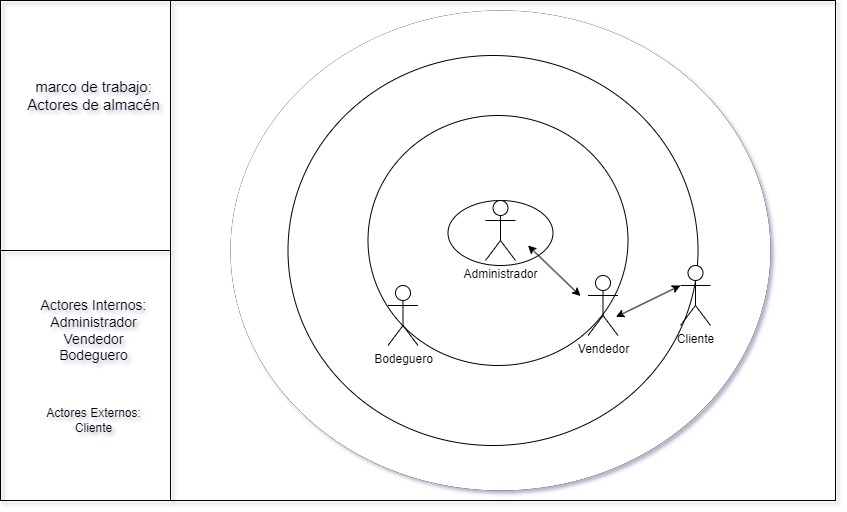 marco de trabajo:
Actores de almacén
Actores Internos:
Administrador
Vendedor
Bodeguero
Actores Externos:
Cliente
Administrador
Bodeguero
Vendedor
Cliente